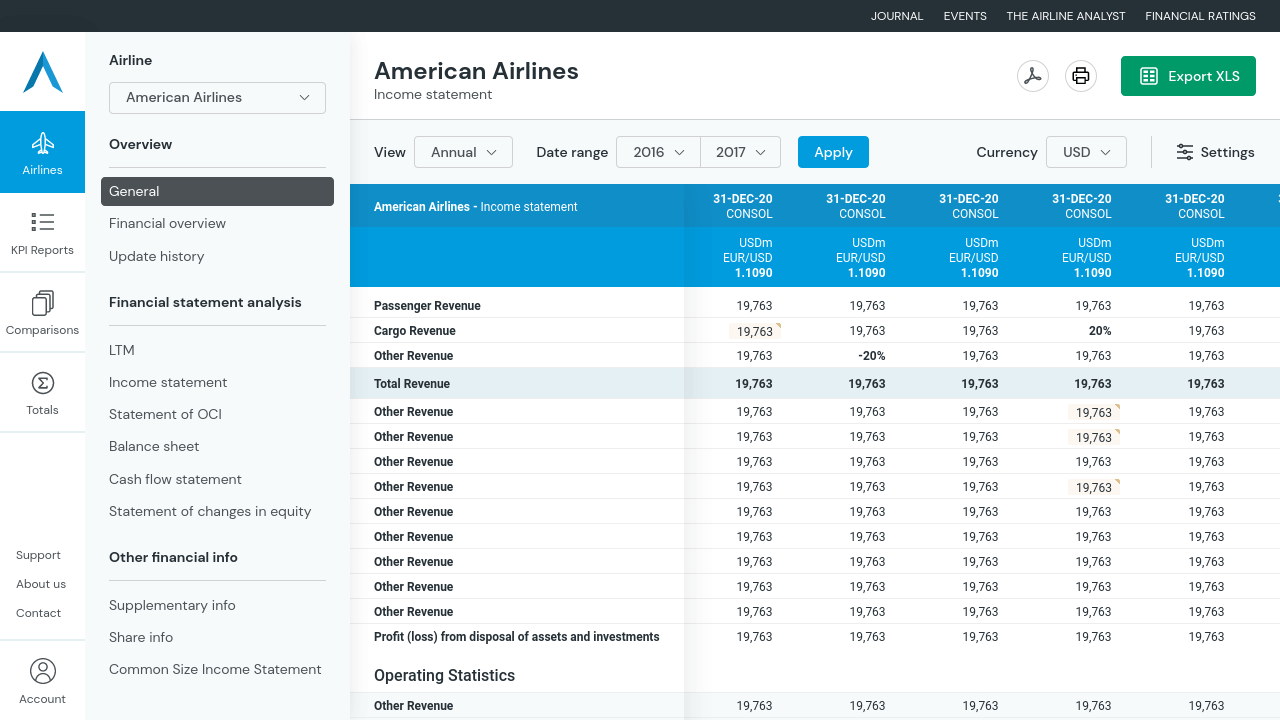 JOURNAL EVENTS THE AIRLINE ANALYST FINANCIAL RATINGS
Airlines
KPI Reports
Comparisons
Totals
Support
About us
Contact
Account
Airline
American Airlines
Overview
General
Financial overview
Update history
Financial statement analysis
LTM
Income statement
Statement of OCI
Balance sheet
Cash flow statement
Statement of changes in equity
Other financial info
Supplementary info
Share info
Common Size Income Statement
American Airlines
Income statement
Export XLS
View Annual Date range 2016 2017 Apply Currency USD Settings
American Airlines - Income statement
31-DEC-20 31-DEC-20 31-DEC-20 31-DEC-20 31-DEC-20
CONSOL CONSOL CONSOL CONSOL CONSOL
USDm USDm USDm USDm USDm
EUR/USD EUR/USD EUR/USD EUR/USD EUR/USD
1.1090 1.1090 1.1090 1.1090 1.1090
Passenger Revenue 19,763 19,763 19,763 19,763 19,763
Cargo Revenue 19,763 19,763 19,763 20% 19,763
Other Revenue 19,763 -20% 19,763 19,763 19,763
Total Revenue 19,763 19,763 19,763 19,763 19,763
Other Revenue 19,763 19,763 19,763 19,763 19,763
Other Revenue 19,763 19,763 19,763 19,763 19,763
Other Revenue 19,763 19,763 19,763 19,763 19,763
Other Revenue 19,763 19,763 19,763 19,763 19,763
Other Revenue 19,763 19,763 19,763 19,763 19,763
Other Revenue 19,763 19,763 19,763 19,763 19,763
Other Revenue 19,763 19,763 19,763 19,763 19,763
Other Revenue 19,763 19,763 19,763 19,763 19,763
Other Revenue 19,763 19,763 19,763 19,763 19,763
Profit (loss) from disposal of assets and investments 19,763 19,763 19,763 19,763 19,763
Operating Statistics
Other Revenue 19,763 19,763 19,763 19,763 19,763